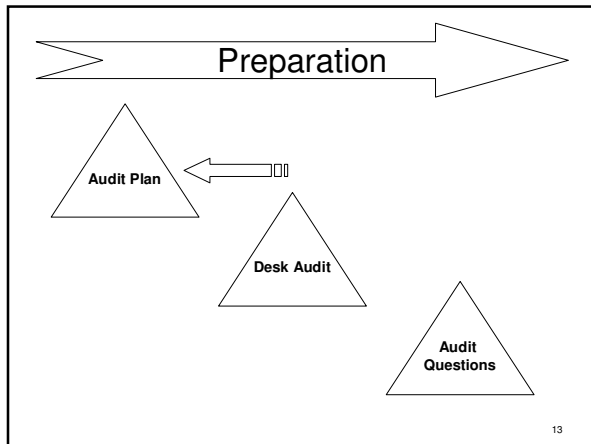 Preparation
Audit Plan
Desk Audit
Audit
Questions
13